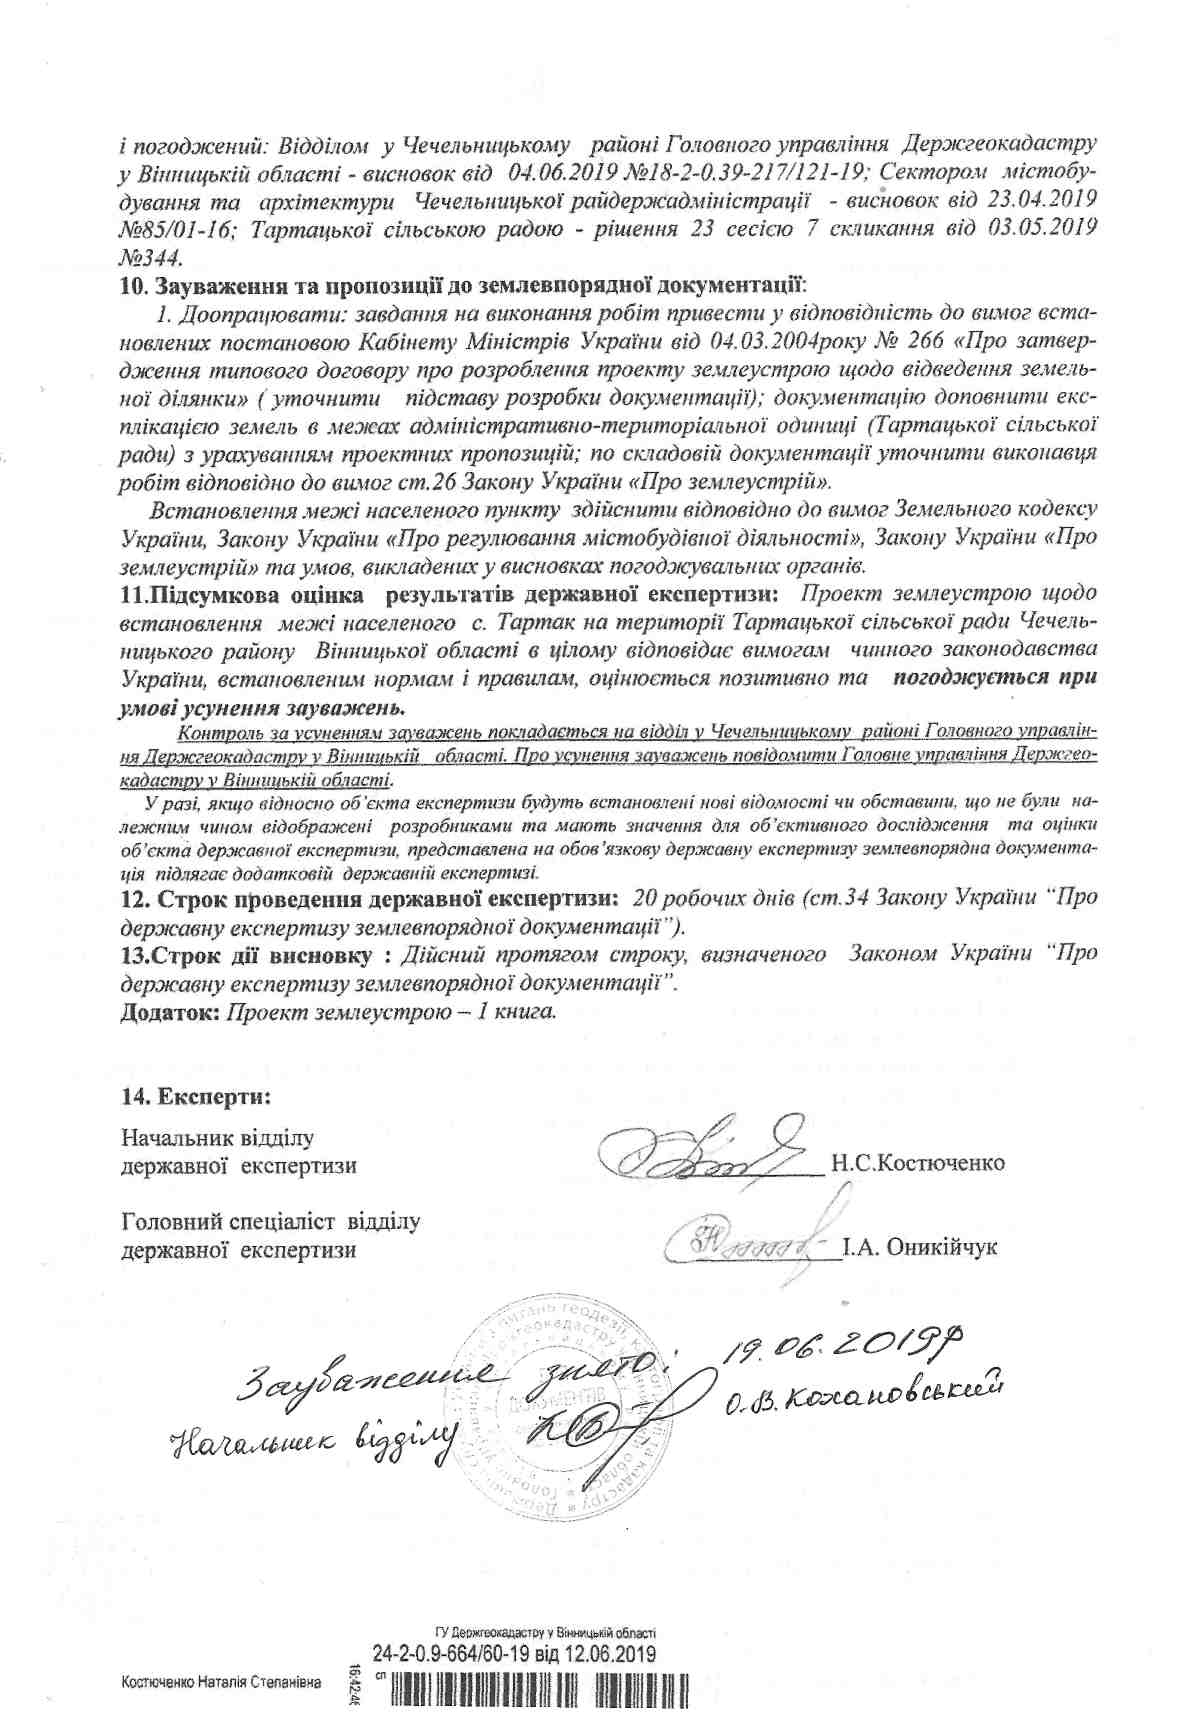 і погоджений: Відділом у Чечельницькому районі Головного управління Держгеокадастру
у Вінницькій області - висновок від 04.06.2019 №18-2-0.39-217/121-19; Сектором містобу-
дування та архітектури Чечельницької райдержадміністрації - висновок від 23.04.2019
№85/01-16; Тартацької сільською радою - рішення 23 сесією 7 скликання від 03.05.2019
№344.
10. Зауваження та пропозиції до землевпорядної документації:
1. Доопрацювати: завдання на виконання робіт привести у відповідність до вимог вста-
новлених постановою Кабінету Міністрів України від 04.03.2004року № 266 «Про затвер-
дження типового договору про розроблення проекту землеустрою щодо відведення земель-
ної ділянки» ( уточнити підставу розробки документації); документацію доповнити екс-
плікацією земель в межах адміністративно-територіальної одиниці (Тартацької сільської
ради) з урахуванням проектних пропозицій; по складовій документації уточнити виконавця
робіт відповідно до вимог ст.26 Закону України «Про землеустрій».
Встановлення межі населеного пункту здійснити відповідно до вимог Земельного кодексу
України, Закону України «Про регулювання містобудівної діяльності», Закону України «Про
землеустрій» та умов, викладених у висновках погоджувальних органів.
11.Підсумкова оцінка результатів державної експертизи: Проект землеустрою щодо
встановлення межі населеного с. Тартак на території Тартацької сільської ради Чечель-
ницького району Вінницької області в цілому відповідає вимогам чинного законодавства
України, встановленим нормам і правилам, оцінюється позитивно та погоджується при
умові усунення зауважень.
Контроль за усуненням зауважень покладається на відділ у Чечельницькому районі Головного управлін-
ня Держгеокадастру у Вінницькій області. Про усунення зауважень повідомити Головне управління Держгео-
кадастру у Вінницькій області.
У разі, якщо відносно об’єкта експертизи будуть встановлені нові відомості чи обставини, що не були на-
лежним чином відображені розробниками та мають значення для об’єктивного дослідження та оцінки
об’єкта державної експертизи, представлена на обов’язкову державну експертизу землевпорядна документа-
ція підлягає додатковій державній експертизі.
12. Строк проведення державної експертизи: 20 робочих днів (ст.34 Закону України “Про
державну експертизу землевпорядної документації”).
13.Строк дії висновку : Дійсний протягом строку, визначеного Законом України “Про
державну експертизу землевпорядної документації”.
Додаток: Проект землеустрою – 1 книга.
14. Експерти:
Начальник відділу
державної експертизи Н.С.Костюченко
Головний спеціаліст відділу
державної експертизи І.А. Оникійчук
Зауваження знято: 19.06.2019р
Начальник відділу О.В.Кохановський
ДОКУМЕНТІВ
ГУ Держгеокадастру у Вінницькій області
24-2-0.9-664/60-19 від 12.06.2019
Костюченко Наталія Степанівна
сп